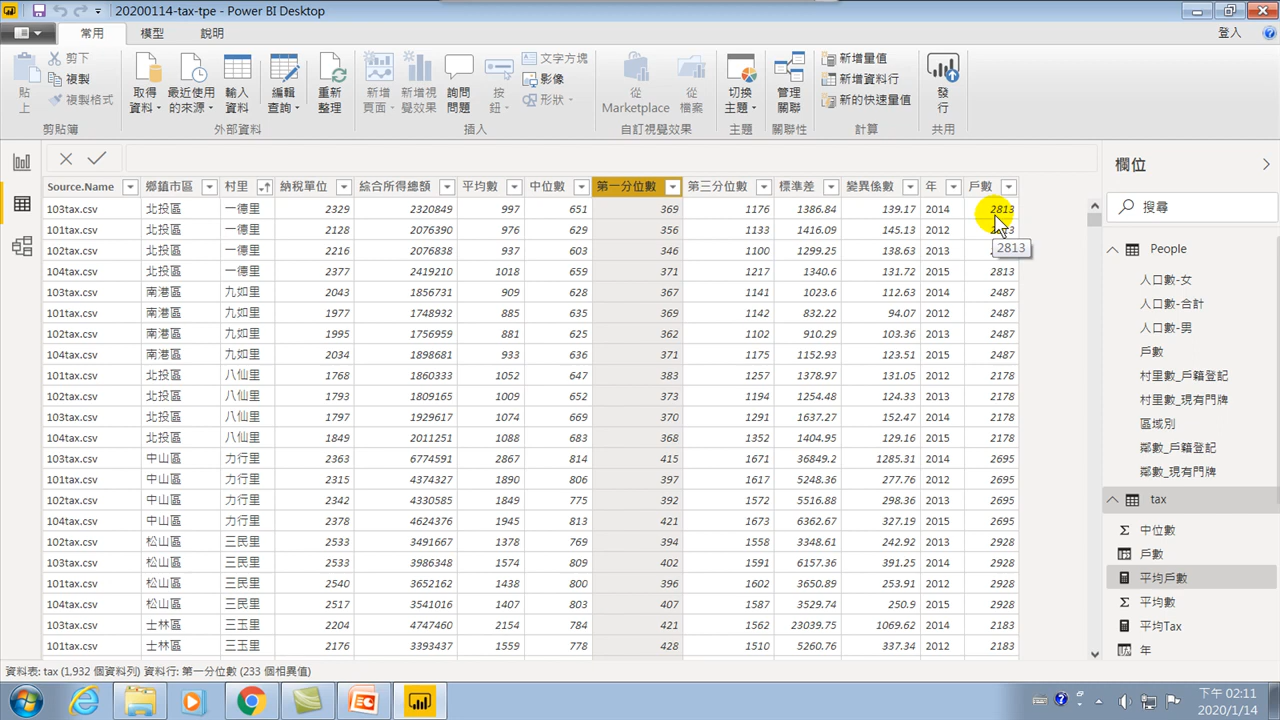 20200114-tax-tpe - Power BI Desktop
常用 模型 說明 登入
貼上 剪下 複製 複製格式
取得資料 最近使用的來源 輸入資料 編輯查詢 重新整理
新增頁面 新增視覺效果 詢問問題 按鈕 文字方塊 影像 形狀
從 Marketplace 從檔案 切換主題 管理關聯 新增量值 新增資料行 新的快速量值 發行
剪貼簿 外部資料 插入 自訂視覺效果 主題 關聯性 計算 共用
Source.Name 鄉鎮市區 村里 納稅單位 綜合所得總額 平均數 中位數 第一分位數 第三分位數 標準差 變異係數 年 戶數
103tax.csv 北投區 一德里 2329 2320849 997 651 369 1176 1386.84 139.17 2014 2813
101tax.csv 北投區 一德里 2128 2076390 976 629 356 1133 1416.09 145.13 2012
102tax.csv 北投區 一德里 2216 2076838 937 603 346 1100 1299.25 138.63 2013
2813
104tax.csv 北投區 一德里 2377 2419210 1018 659 371 1217 1340.6 131.72 2015 2813
103tax.csv 南港區 九如里 2043 1856731 909 628 367 1141 1023.6 112.63 2014 2487
101tax.csv 南港區 九如里 1977 1748932 885 635 369 1142 832.22 94.07 2012 2487
102tax.csv 南港區 九如里 1995 1756959 881 625 362 1102 910.29 103.36 2013 2487
104tax.csv 南港區 九如里 2034 1898681 933 636 371 1175 1152.93 123.51 2015 2487
101tax.csv 北投區 八仙里 1768 1860333 1052 647 383 1257 1378.97 131.05 2012 2178
102tax.csv 北投區 八仙里 1793 1809165 1009 652 373 1194 1254.48 124.33 2013 2178
103tax.csv 北投區 八仙里 1797 1929617 1074 669 370 1291 1637.27 152.47 2014 2178
104tax.csv 北投區 八仙里 1849 2011251 1088 683 368 1352 1404.95 129.16 2015 2178
103tax.csv 中山區 力行里 2363 6774591 2867 814 415 1671 36849.2 1285.31 2014 2695
101tax.csv 中山區 力行里 2315 4374327 1890 806 397 1617 5248.36 277.76 2012 2695
102tax.csv 中山區 力行里 2342 4330585 1849 775 392 1572 5516.88 298.36 2013 2695
104tax.csv 中山區 力行里 2378 4624376 1945 813 421 1673 6362.67 327.19 2015 2695
102tax.csv 松山區 三民里 2533 3491667 1378 769 394 1558 3348.61 242.92 2013 2928
103tax.csv 松山區 三民里 2533 3986348 1574 809 402 1591 6157.36 391.25 2014 2928
101tax.csv 松山區 三民里 2540 3652162 1438 800 396 1602 3650.89 253.91 2012 2928
104tax.csv 松山區 三民里 2517 3541016 1407 803 407 1587 3529.74 250.9 2015 2928
103tax.csv 士林區 三玉里 2204 4747460 2154 784 421 1562 23039.75 1069.62 2014 2183
101tax.csv 士林區 三玉里 2176 3393437 1559 778 428 1510 5260.76 337.34 2012 2183
資料表: tax (1,932 個資料列) 資料行: 第一分位數 (233 個相異值)
欄位
搜尋
People
人口數-女
人口數-合計
人口數-男
戶數
村里數_戶籍登記
村里數_現有門牌
區域別
鄰數_戶籍登記
鄰數_現有門牌
tax
中位數
戶數
平均戶數
平均數
平均Tax
年
下午 02:11
2020/1/14